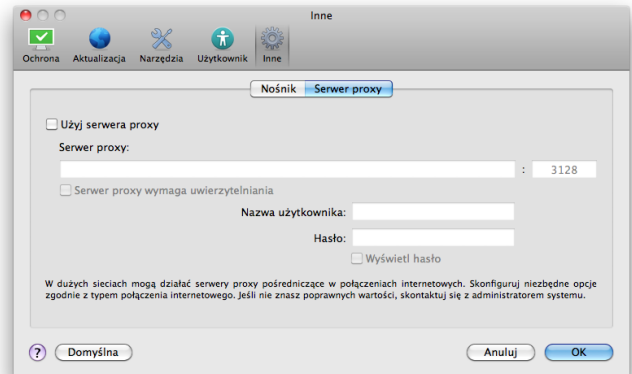 Inne
Ochrona Aktualizacja Narzędzia Użytkownik Inne
Nośnik Serwer proxy
Użyj serwera proxy
Serwer proxy:
: 3128
Serwer proxy wymaga uwierzytelniania
Nazwa użytkownika:
Hasło:
Wyświetl hasło
W dużych sieciach mogą działać serwery proxy pośredniczące w połączeniach internetowych. Skonfiguruj niezbędne opcje
zgodnie z typem połączenia internetowego. Jeśli nie znasz poprawnych wartości, skontaktuj się z administratorem systemu.
? Domyślna Anuluj OK